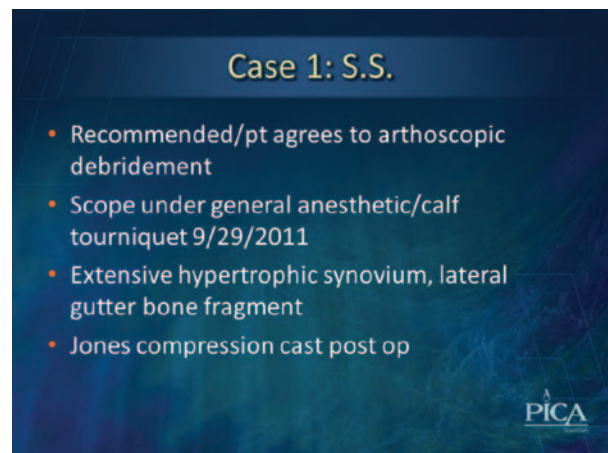 Case 1: S.S.
• Recommended/pt agrees to arthoscopic
debridement
• Scope under general anesthetic/calf
tourniquet 9/29/2011
• Extensive hypertrophic synovium, lateral
gutter bone fragment
• Jones compression cast post op
PICA